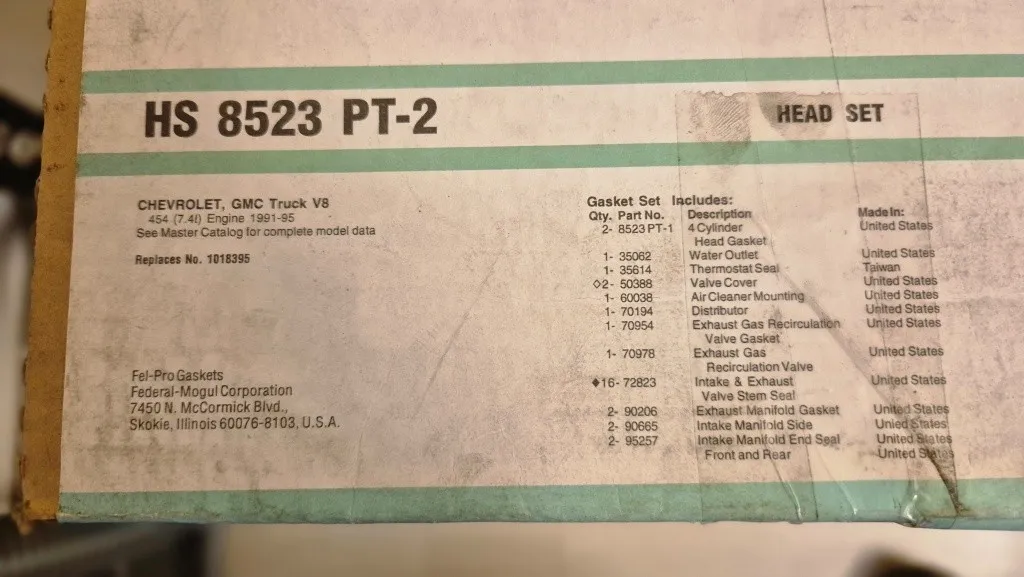 HS 8523 PT-2
HEAD SET
CHEVROLET, GMC Truck V8
454 (7.4l) Engine 1991-95
See Master Catalog for complete model data
Replaces No. 1018395
Fel-Pro Gaskets
Federal-Mogul Corporation
7450 N. McCormick Blvd.,
Skokie, Illinois 60076-8103, U.S.A.
Gasket Set Includes:
Qty. Part No. Description Made in:
2- 8523 PT-1 4 Cylinder United States
Head Gasket
1- 35062 Water Outlet United States
1- 35614 Thermostat Seal Taiwan
◇2- 50388 Valve Cover United States
1- 60038 Air Cleaner Mounting United States
1- 70194 Distributor United States
1- 70954 Exhaust Gas Recirculation United States
Valve Gasket
1- 70978 Exhaust Gas United States
Recirculation Valve
◆16- 72823 Intake & Exhaust United States
Valve Stem Seal
2- 90206 Exhaust Manifold Gasket United States
2- 90665 Intake Manifold Side United States
2- 95257 Intake Manifold End Seal United States
Front and Rear United States